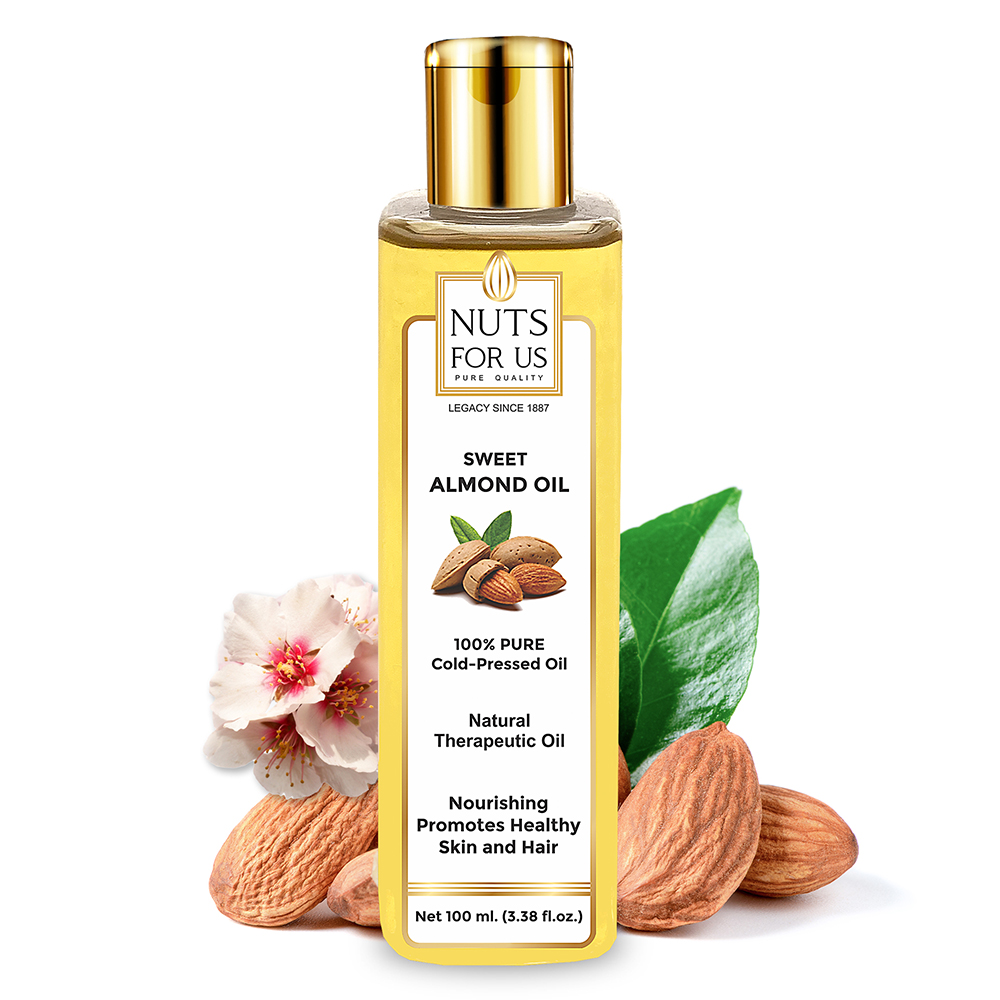 NUTS
FOR US
PURE QUALITY
LEGACY SINCE 1887
SWEET
ALMOND OIL
100% PURE
Cold-Pressed Oil
Natural
Therapeutic Oil
Nourishing
Promotes Healthy
Skin and Hair
Net 100 ml. (3.38 fl.oz.)